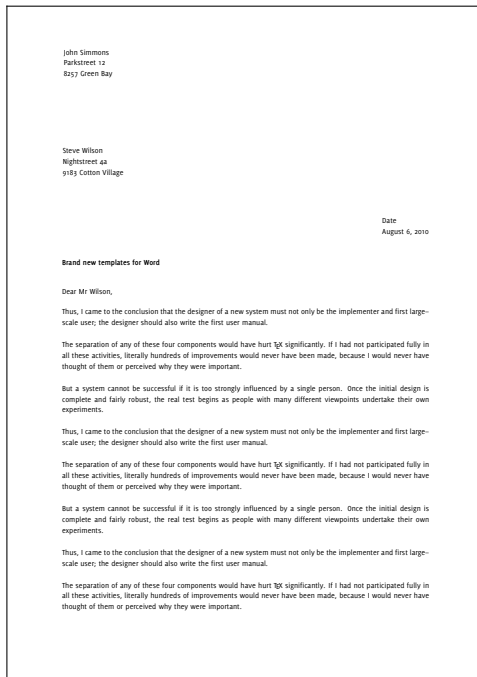 John Simmons
Parkstreet 12
8257 Green Bay
Steve Wilson
Nightstreet 4a
9183 Cotton Village
Date
August 6, 2010
Brand new templates for Word
Dear Mr Wilson,
Thus, I came to the conclusion that the designer of a new system must not only be the implementer and first large-
scale user; the designer should also write the first user manual.
The separation of any of these four components would have hurt TEX significantly. If I had not participated fully in
all these activities, literally hundreds of improvements would never have been made, because I would never have
thought of them or perceived why they were important.
But a system cannot be successful if it is too strongly influenced by a single person. Once the initial design is
complete and fairly robust, the real test begins as people with many different viewpoints undertake their own
experiments.
Thus, I came to the conclusion that the designer of a new system must not only be the implementer and first large-
scale user; the designer should also write the first user manual.
The separation of any of these four components would have hurt TEX significantly. If I had not participated fully in
all these activities, literally hundreds of improvements would never have been made, because I would never have
thought of them or perceived why they were important.
But a system cannot be successful if it is too strongly influenced by a single person. Once the initial design is
complete and fairly robust, the real test begins as people with many different viewpoints undertake their own
experiments.
Thus, I came to the conclusion that the designer of a new system must not only be the implementer and first large-
scale user; the designer should also write the first user manual.
The separation of any of these four components would have hurt TEX significantly. If I had not participated fully in
all these activities, literally hundreds of improvements would never have been made, because I would never have
thought of them or perceived why they were important.